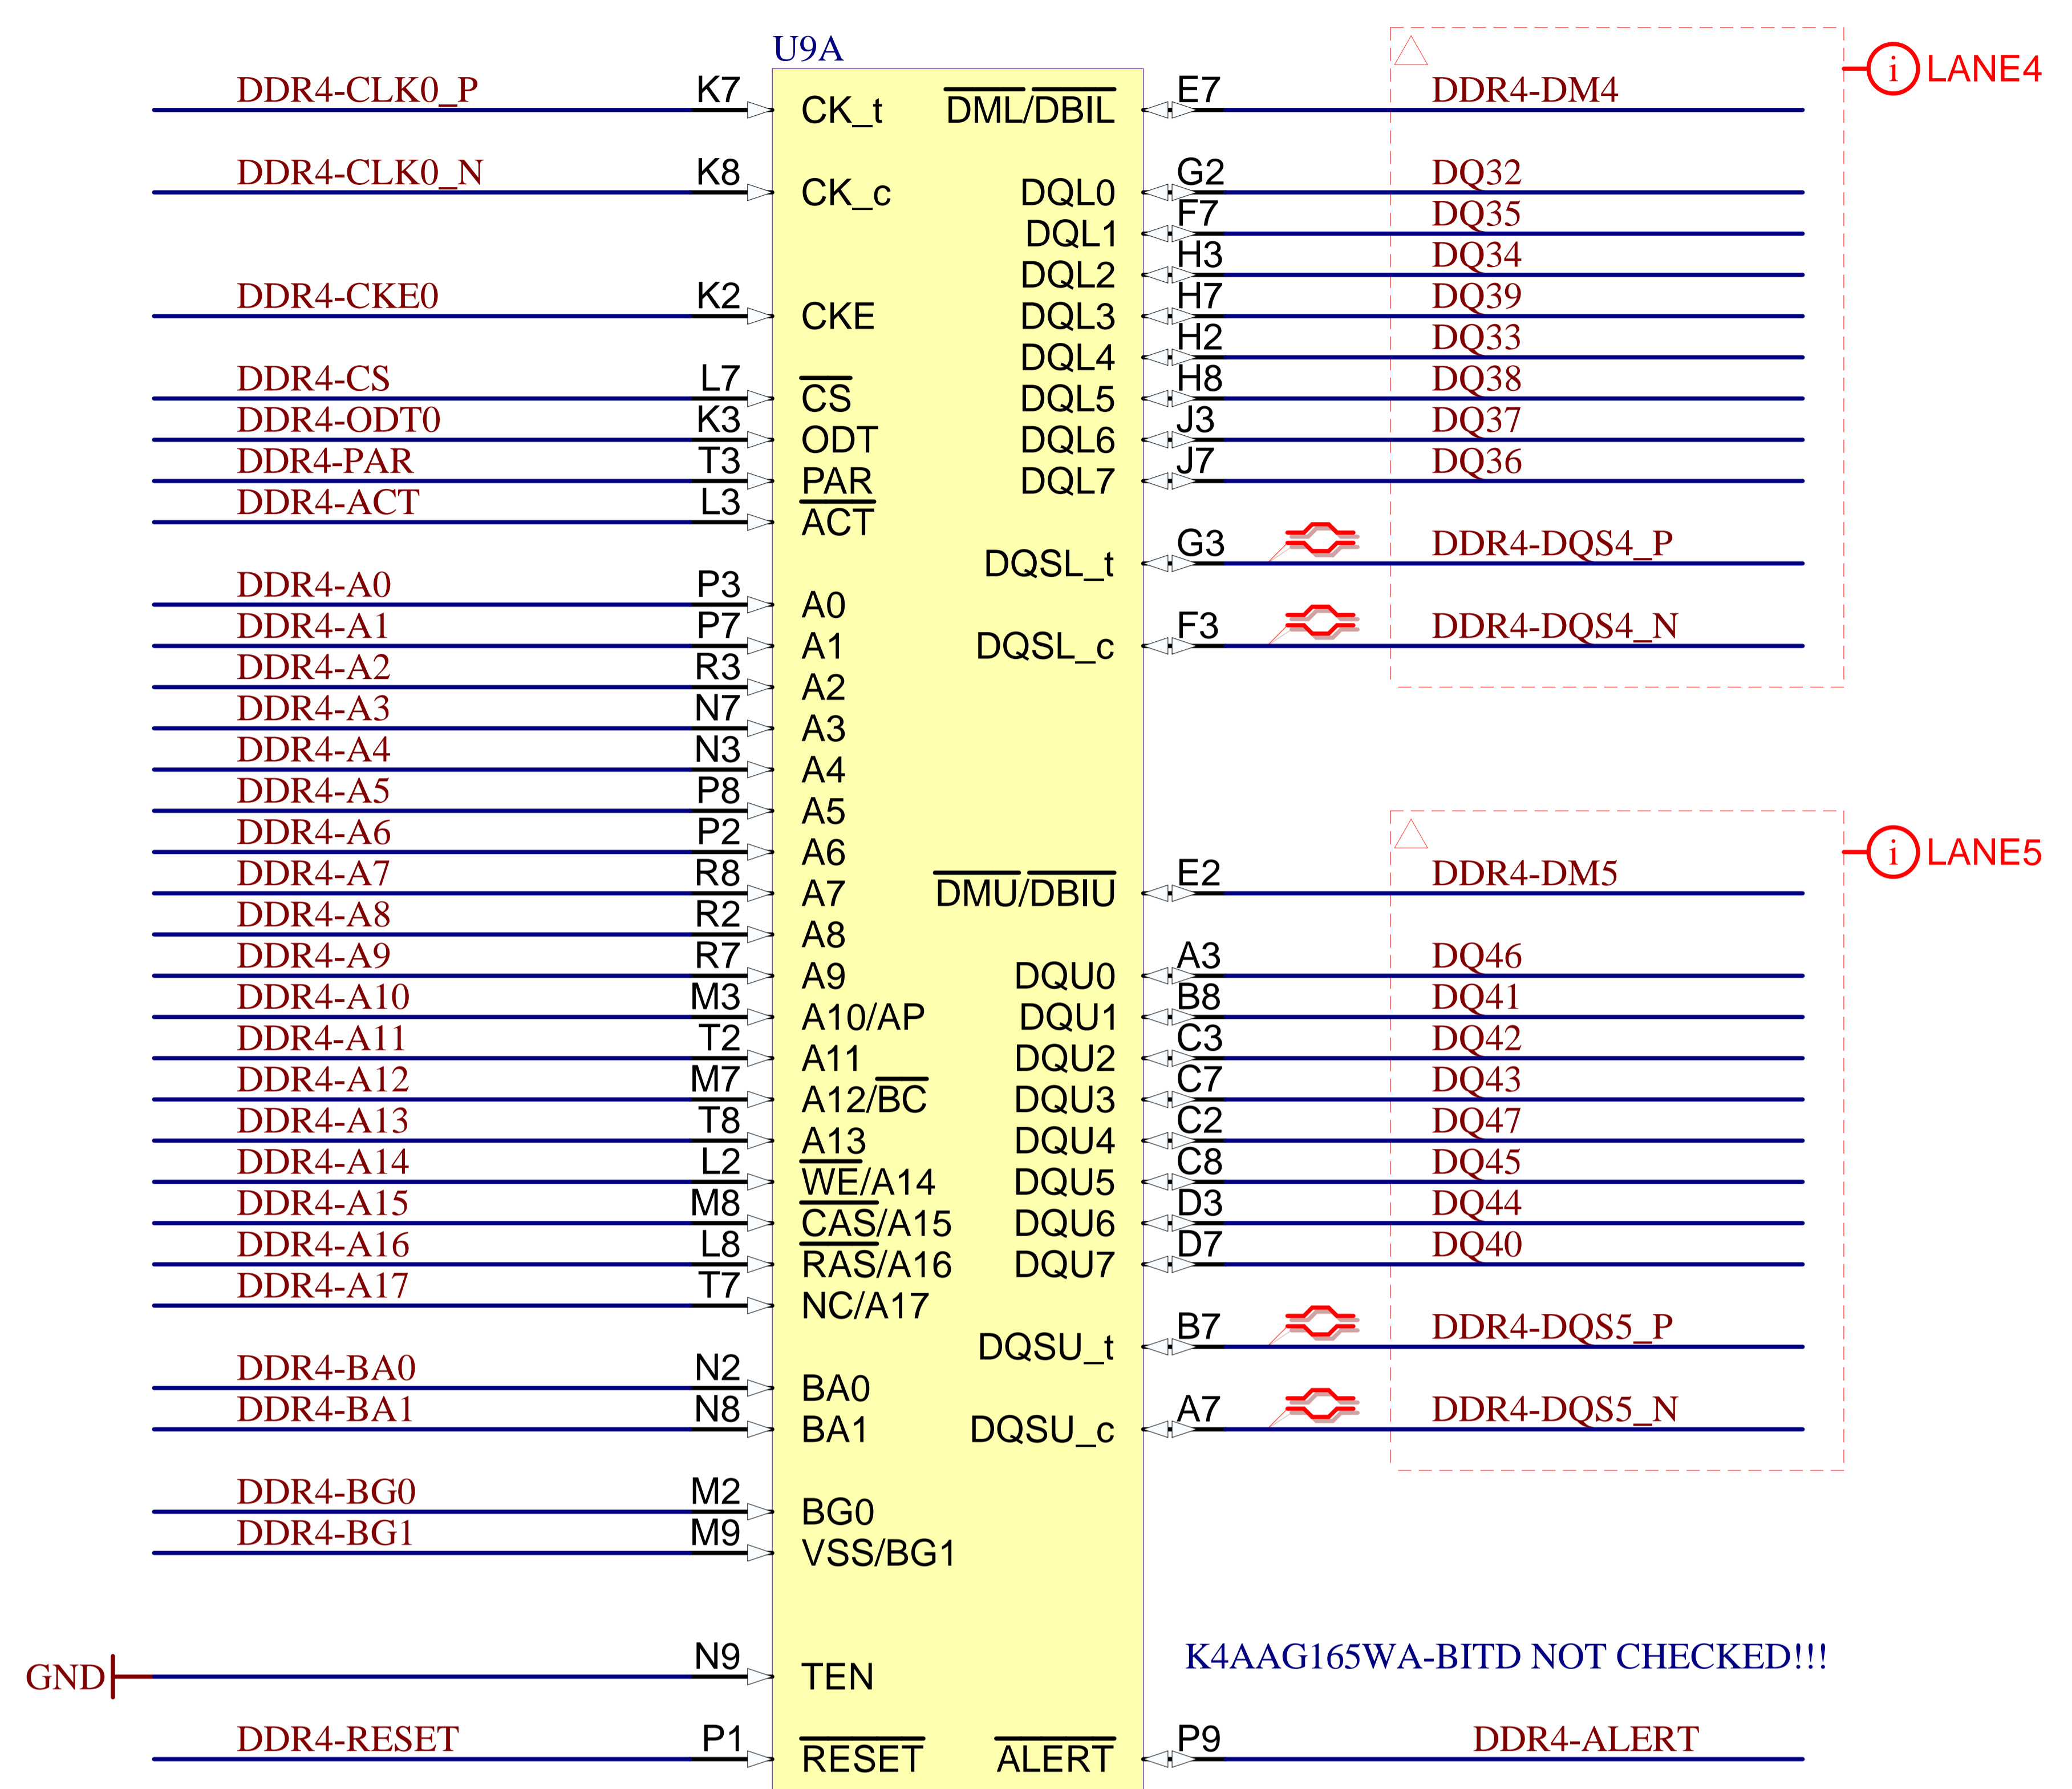 U9A
LANE4
DDR4-CLK0_P K7 CK_t DML/DBIL E7 DDR4-DM4
DDR4-CLK0_N K8 CK_c DQL0 G2 DQ32
DQL1 F7 DQ35
DQL2 H3 DQ34
DDR4-CKE0 K2 CKE DQL3 H7 DQ39
DQL4 H2 DQ33
DDR4-CS L7 CS DQL5 H8 DQ38
DDR4-ODT0 K3 ODT DQL6 J3 DQ37
DDR4-PAR T3 PAR DQL7 J7 DQ36
DDR4-ACT L3 ACT
DQSL_t G3 DDR4-DQS4_P
DDR4-A0 P3 A0
DDR4-A1 P7 A1 DQSL_c F3 DDR4-DQS4_N
DDR4-A2 R3 A2
DDR4-A3 N7 A3
DDR4-A4 N3 A4
DDR4-A5 P8 A5
DDR4-A6 P2 A6
LANE5
DDR4-A7 R8 A7 DMU/DBIU E2 DDR4-DM5
DDR4-A8 R2 A8
DDR4-A9 R7 A9 DQU0 A3 DQ46
DDR4-A10 M3 A10/AP DQU1 B8 DQ41
DDR4-A11 T2 A11 DQU2 C3 DQ42
DDR4-A12 M7 A12/BC DQU3 C7 DQ43
DDR4-A13 T8 A13 DQU4 C2 DQ47
DDR4-A14 L2 WE/A14 DQU5 C8 DQ45
DDR4-A15 M8 CAS/A15 DQU6 D3 DQ44
DDR4-A16 L8 RAS/A16 DQU7 D7 DQ40
DDR4-A17 T7 NC/A17
DQSU_t B7 DDR4-DQS5_P
DDR4-BA0 N2 BA0
DDR4-BA1 N8 BA1 DQSU_c A7 DDR4-DQS5_N
DDR4-BG0 M2 BG0
DDR4-BG1 M9 VSS/BG1
K4AAG165WA-BITD NOT CHECKED!!!
GND N9 TEN
DDR4-RESET P1 RESET ALERT P9 DDR4-ALERT